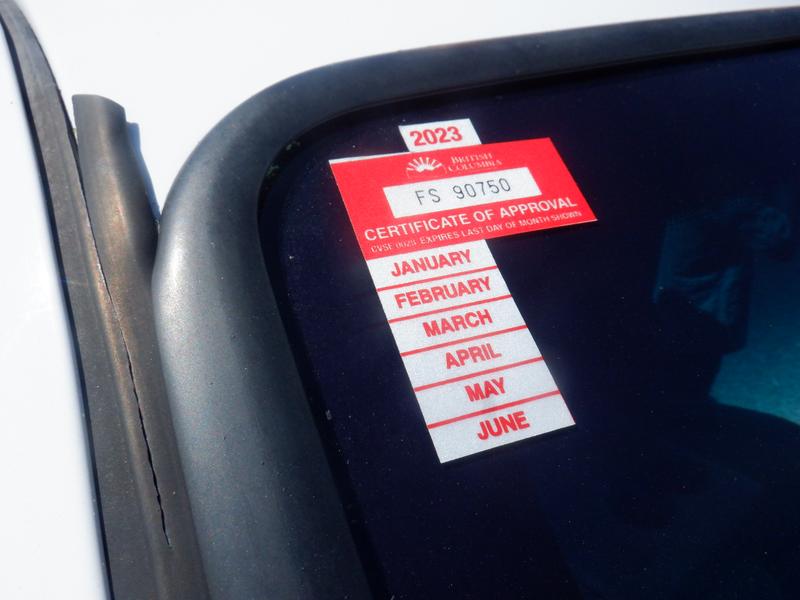 2023
BRITISH
COLUMBIA
FS 90750
CERTIFICATE OF APPROVAL
CVSE 0028 EXPIRES LAST DAY OF MONTH SHOWN
JANUARY
FEBRUARY
MARCH
APRIL
MAY
JUNE